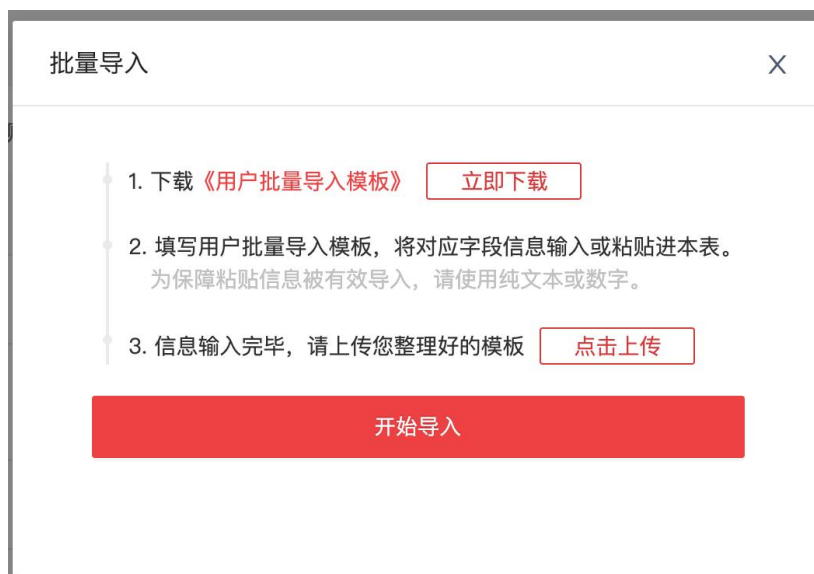 批量导入
X
1. 下载《用户批量导入模板》 立即下载
2. 填写用户批量导入模板，将对应字段信息输入或粘贴进本表。
为保障粘贴信息被有效导入，请使用纯文本或数字。
3. 信息输入完毕，请上传您整理好的模板 点击上传
开始导入